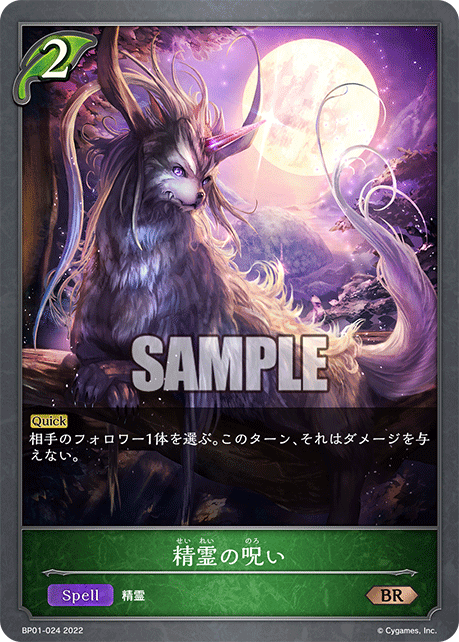 2
SAMPLE
Quick
相手のフォロワー1体を選ぶ。このターン、それはダメージを与
えない。
せいれい のろ
精霊の呪い
Spell 精霊 BR
BP01-024 2022 © Cygames, Inc.